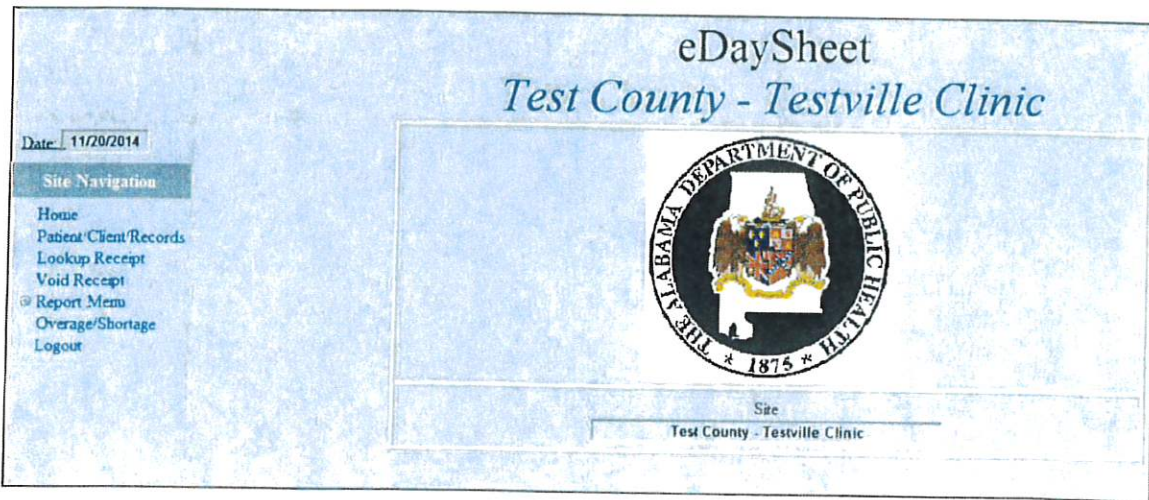 eDaySheet
Test County - Testville Clinic
Date: 11/20/2014
Site Navigation
Home
Patient/Client/Records
Lookup Receipt
Void Receipt
Report Menu
Overage/Shortage
Logout
THE ALABAMA DEPARTMENT OF PUBLIC HEALTH
* 1875 *
Site
Test County - Testville Clinic